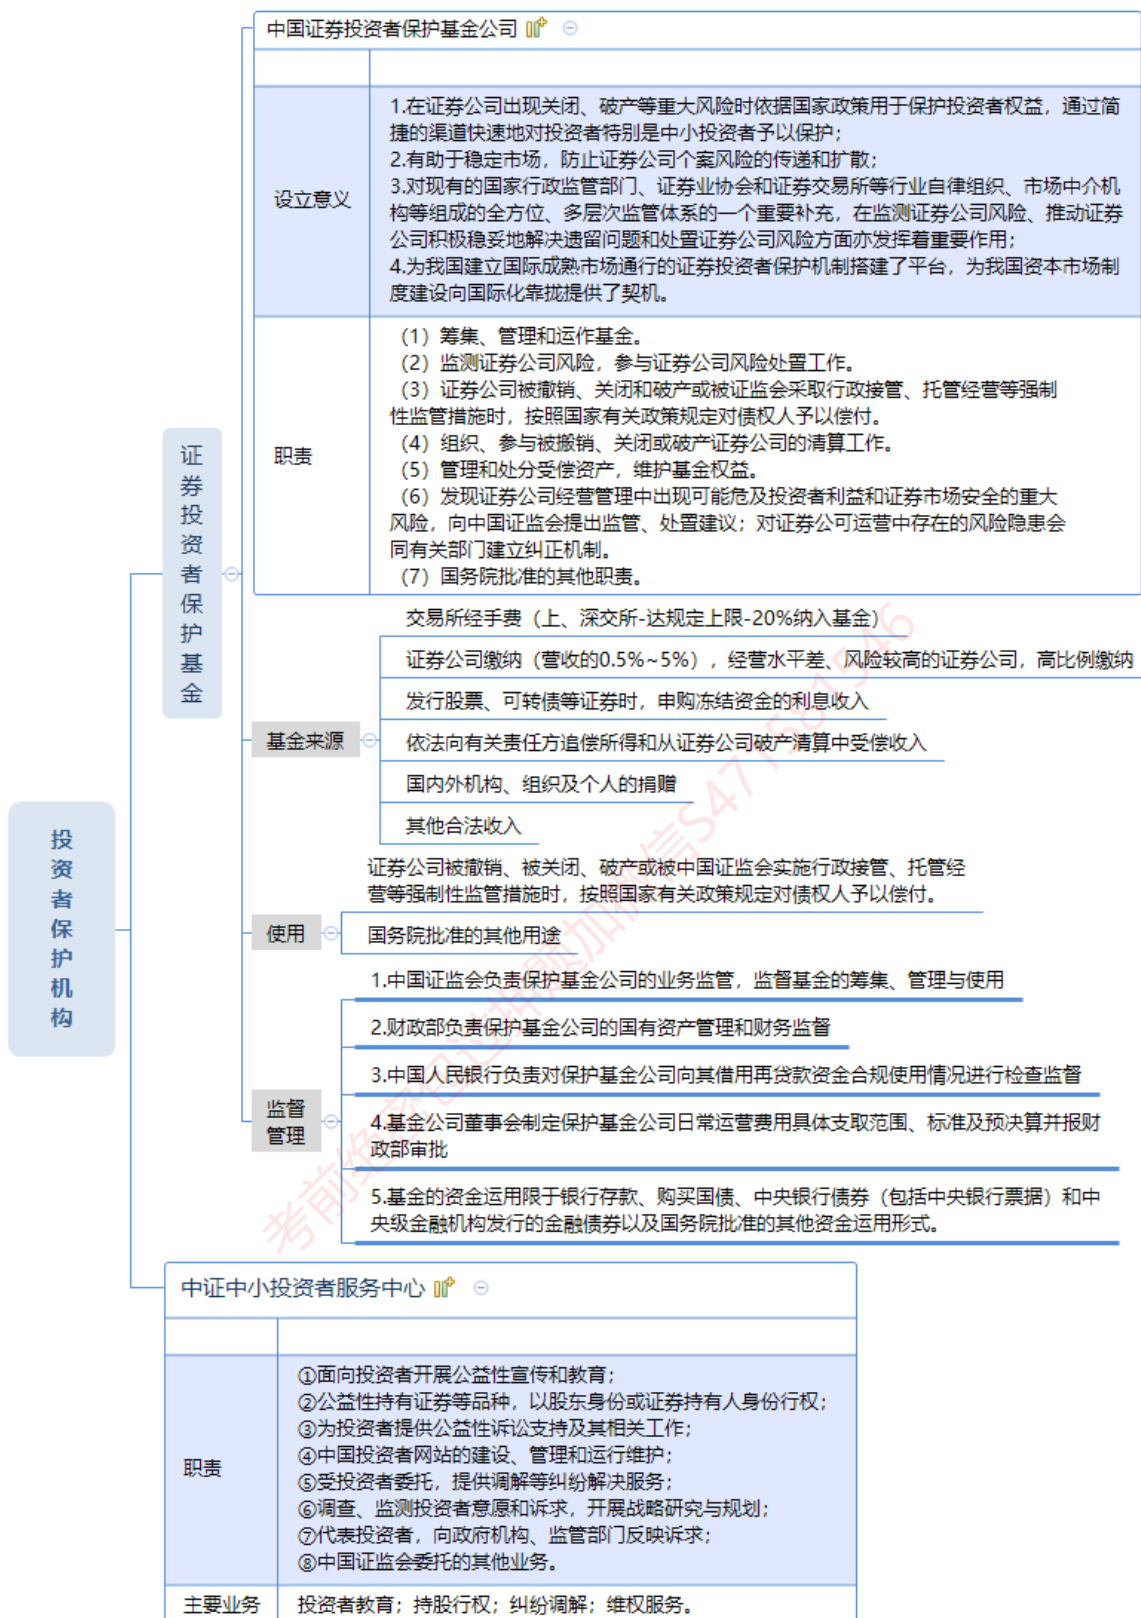 中国证券投资者保护基金公司
设立意义
1.在证券公司出现关闭、破产等重大风险时依据国家政策用于保护投资者权益，通过简
捷的渠道快速地对投资者特别是中小投资者予以保护；
2.有助于稳定市场，防止证券公司个案风险的传递和扩散；
3.对现有的国家行政监管部门、证券业协会和证券交易所等行业自律组织、市场中介机
构等组成的全方位、多层次监管体系的一个重要补充，在监测证券公司风险、推动证券
公司积极稳妥地解决遗留问题和处置证券公司风险方面亦发挥着重要作用；
4.为我国建立国际成熟市场通行的证券投资者保护机制搭建了平台，为我国资本市场制
度建设向国际化靠拢提供了契机。
职责
（1）筹集、管理和运作基金。
（2）监测证券公司风险，参与证券公司风险处置工作。
（3）证券公司被撤销、关闭和破产或被证监会采取行政接管、托管经营等强制
性监管措施时，按照国家有关政策规定对债权人予以偿付。
（4）组织、参与被搬销、关闭或破产证券公司的清算工作。
（5）管理和处分受偿资产，维护基金权益。
（6）发现证券公司经营管理中出现可能危及投资者利益和证券市场安全的重大
风险，向中国证监会提出监管、处置建议；对证券公可运营中存在的风险隐患会
同有关部门建立纠正机制。
（7）国务院批准的其他职责。
证券投资者保护基金
基金来源
交易所经手费（上、深交所-达规定上限-20%纳入基金）
证券公司缴纳（营收的0.5%~5%），经营水平差、风险较高的证券公司，高比例缴纳
发行股票、可转债等证券时，申购冻结资金的利息收入
依法向有关责任方追偿所得和从证券公司破产清算中受偿收入
国内外机构、组织及个人的捐赠
其他合法收入
投资者保护机构
使用
证券公司被撤销、被关闭、破产或被中国证监会实施行政接管、托管经
营等强制性监管措施时，按照国家有关政策规定对债权人予以偿付。
国务院批准的其他用途
监督
管理
1.中国证监会负责保护基金公司的业务监管，监督基金的筹集、管理与使用
2.财政部负责保护基金公司的国有资产管理和财务监督
3.中国人民银行负责对保护基金公司向其借用再贷款资金合规使用情况进行检查监督
4.基金公司董事会制定保护基金公司日常运营费用具体支取范围、标准及预决算并报财
政部审批
5.基金的资金运用限于银行存款、购买国债、中央银行债券（包括中央银行票据）和中
央级金融机构发行的金融债券以及国务院批准的其他资金运用形式。
考前绝密包过押题加微信S47158l546
中证中小投资者服务中心
职责
①面向投资者开展公益性宣传和教育；
②公益性持有证券等品种，以股东身份或证券持有人身份行权；
③为投资者提供公益性诉讼支持及其相关工作；
④中国投资者网站的建设、管理和运行维护；
⑤受投资者委托，提供调解等纠纷解决服务；
⑥调查、监测投资者意愿和诉求，开展战略研究与规划；
⑦代表投资者，向政府机构、监管部门反映诉求；
⑧中国证监会委托的其他业务。
主要业务
投资者教育；持股行权；纠纷调解；维权服务。